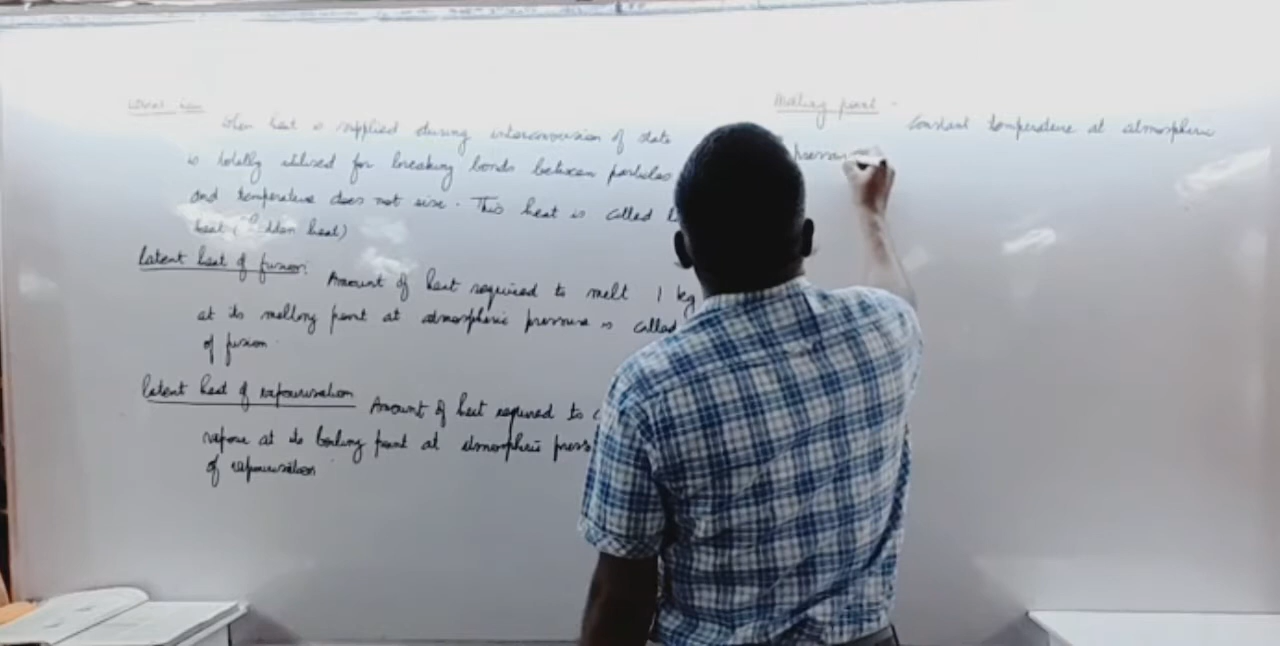 Latent heat
When heat is supplied during interconversion of state
is totally utilised for breaking bonds between particles
and temperature does not rise. This heat is called
heat (hidden heat)
latent heat of fusion: Amount of heat required to melt 1 kg
at its melting point at atmospheric pressure is called
of fusion
latent heat of vapourisation Amount of heat required to
vapour at its boiling point at atmospheric press
of vapourisation
Melting point - Constant temperature at atmospheric
pressur